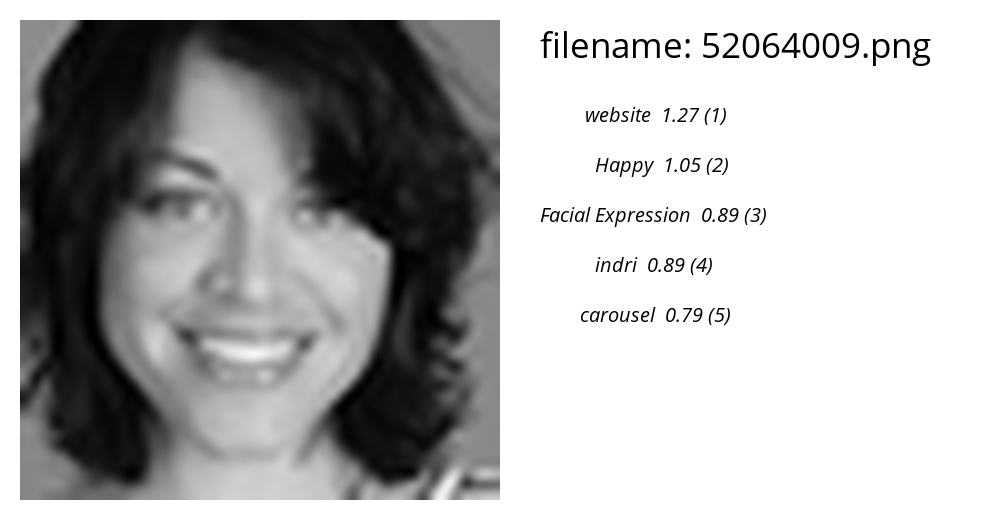 filename: 52064009.png
website 1.27 (1)
Happy 1.05 (2)
Facial Expression 0.89 (3)
indri 0.89 (4)
carousel 0.79 (5)